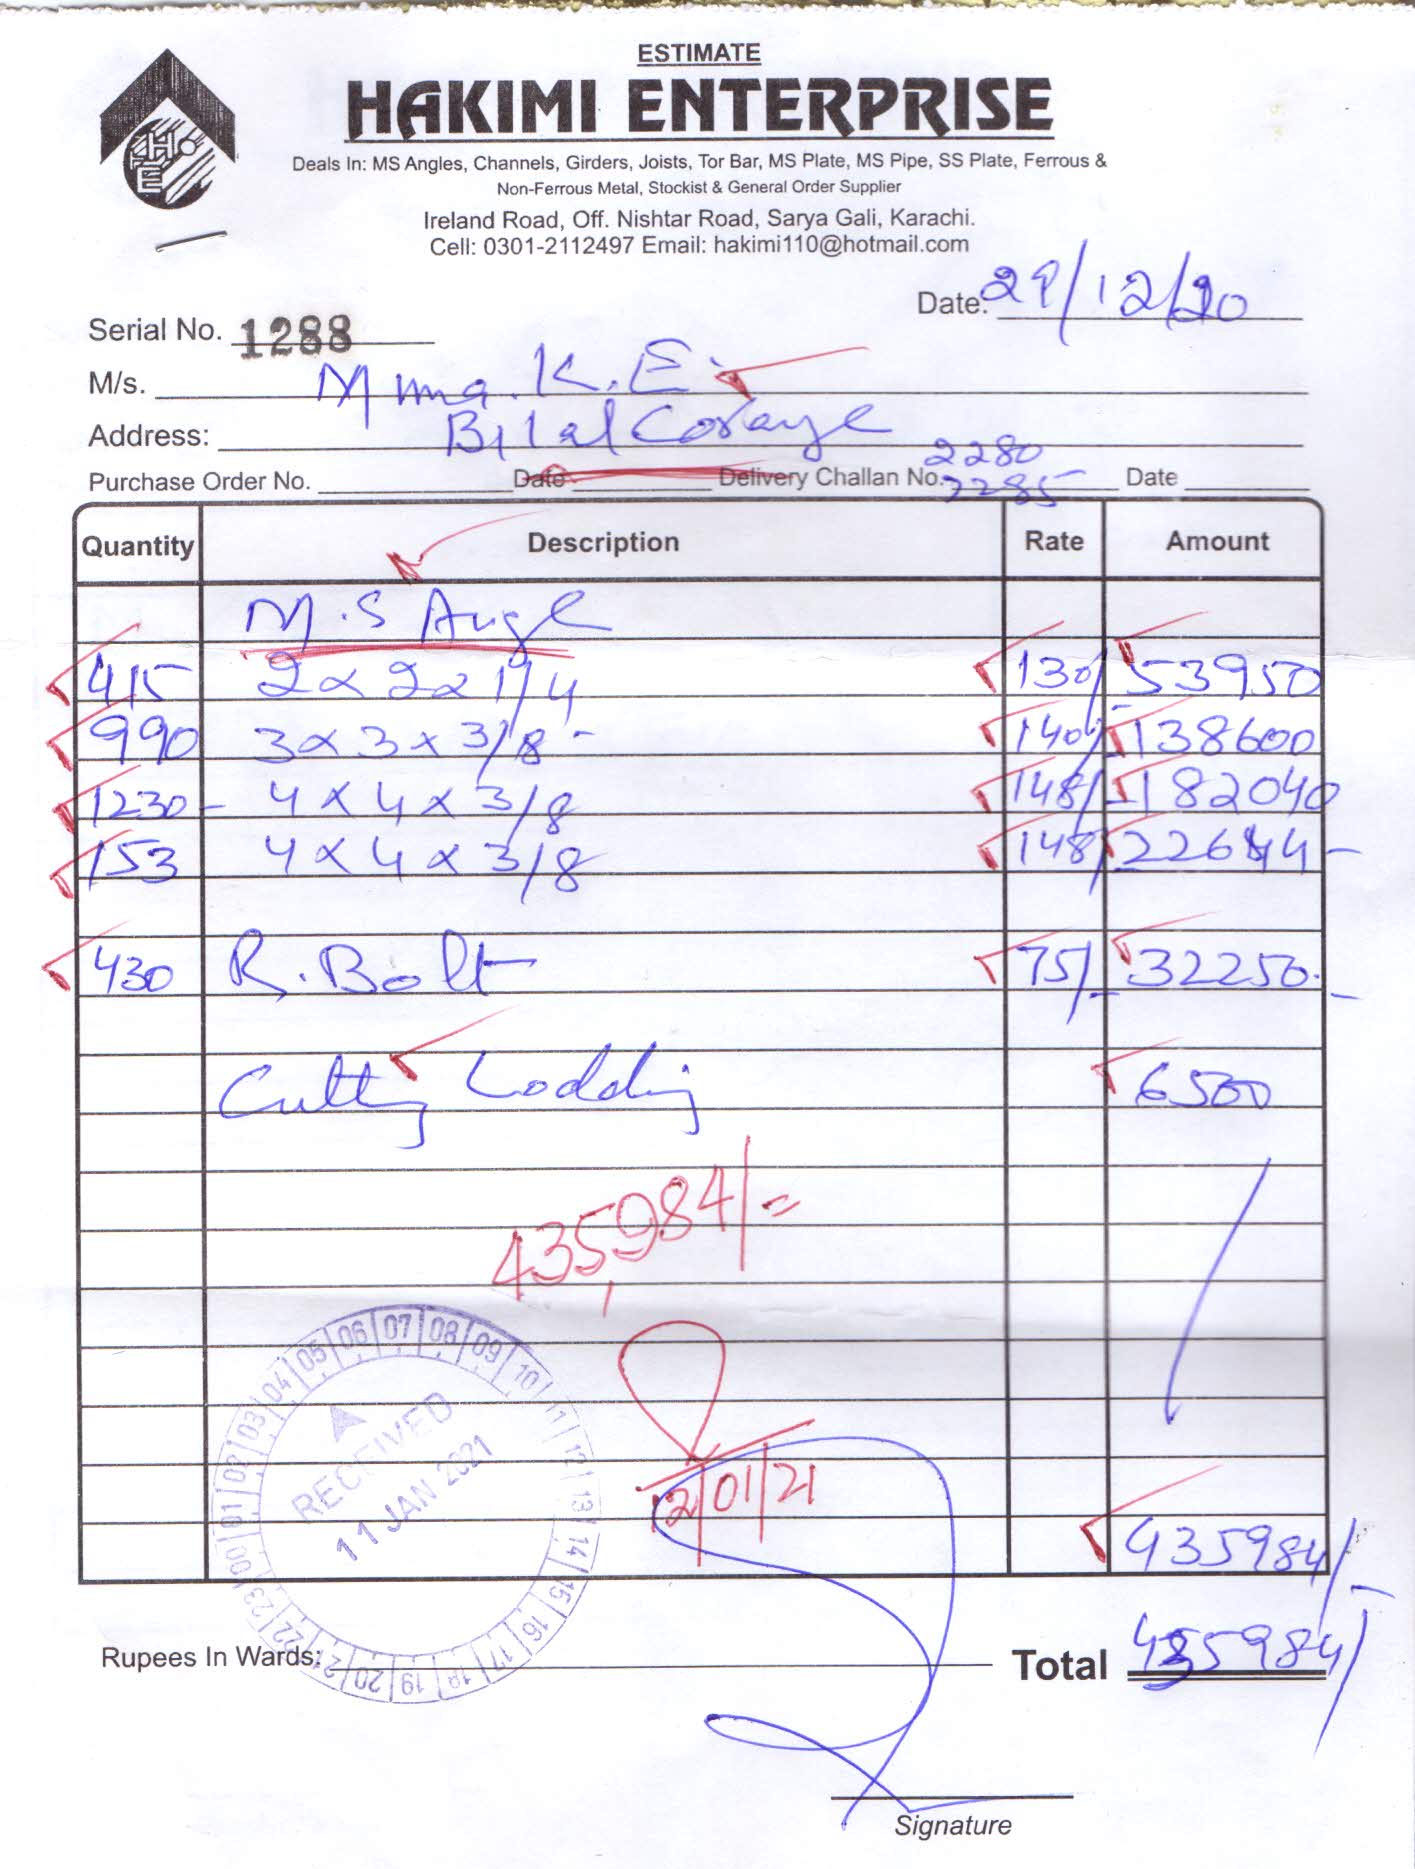 ESTIMATE
HAKIMI ENTERPRISE
Deals In: MS Angles, Channels, Girders, Joists, Tor Bar, MS Plate, MS Pipe, SS Plate, Ferrous &
Non-Ferrous Metal, Stockist & General Order Supplier
Ireland Road, Off. Nishtar Road, Sarya Gali, Karachi.
Cell: 0301-2112497 Email: hakimi110@hotmail.com
HFE
Date: 29/12/20
Serial No. 1288
M/s. K.E.
Address: Bilal
2280
Purchase Order No. Date Delivery Challan No. 2285 Date
Quantity Description Rate Amount
M.S Angle
415 2x2x1/4 130/- 53950
990 3x3x3/8 140/- 138600
1230 4x4x3/8 148/- 182040
153 4x4x3/8 148/- 22644-
430 R.Bolt 75/- 32250.-
Cutting Lodding 6500
435,984/=
12/01/21
RECEIVED
11 JAN 2021
00 01 02 03 04 05 06 07 08 09 10 11 12 13 14 15 16 17 18 19 20 21 22 23
435984/-
Rupees In Wards: Total 435984/-
Signature